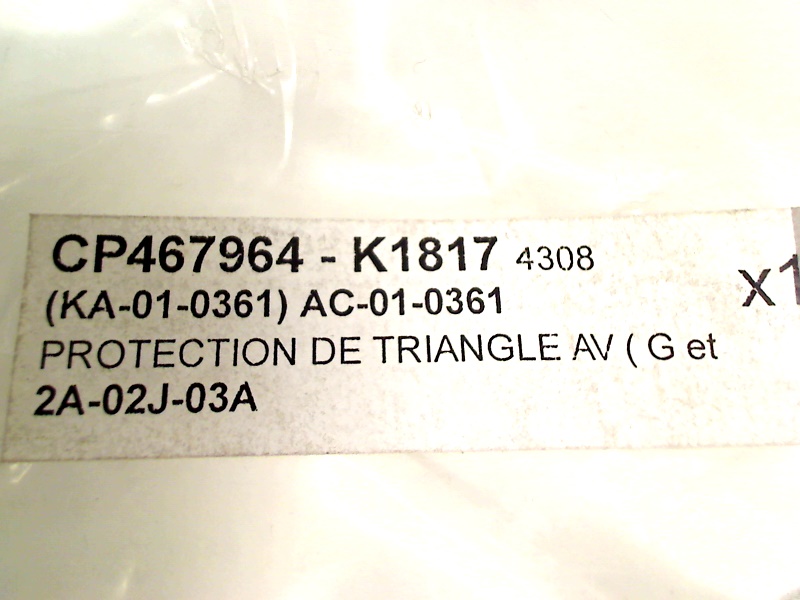 CP467964 - K1817 4308
(KA-01-0361) AC-01-0361
x1
PROTECTION DE TRIANGLE AV ( G et
2A-02J-03A